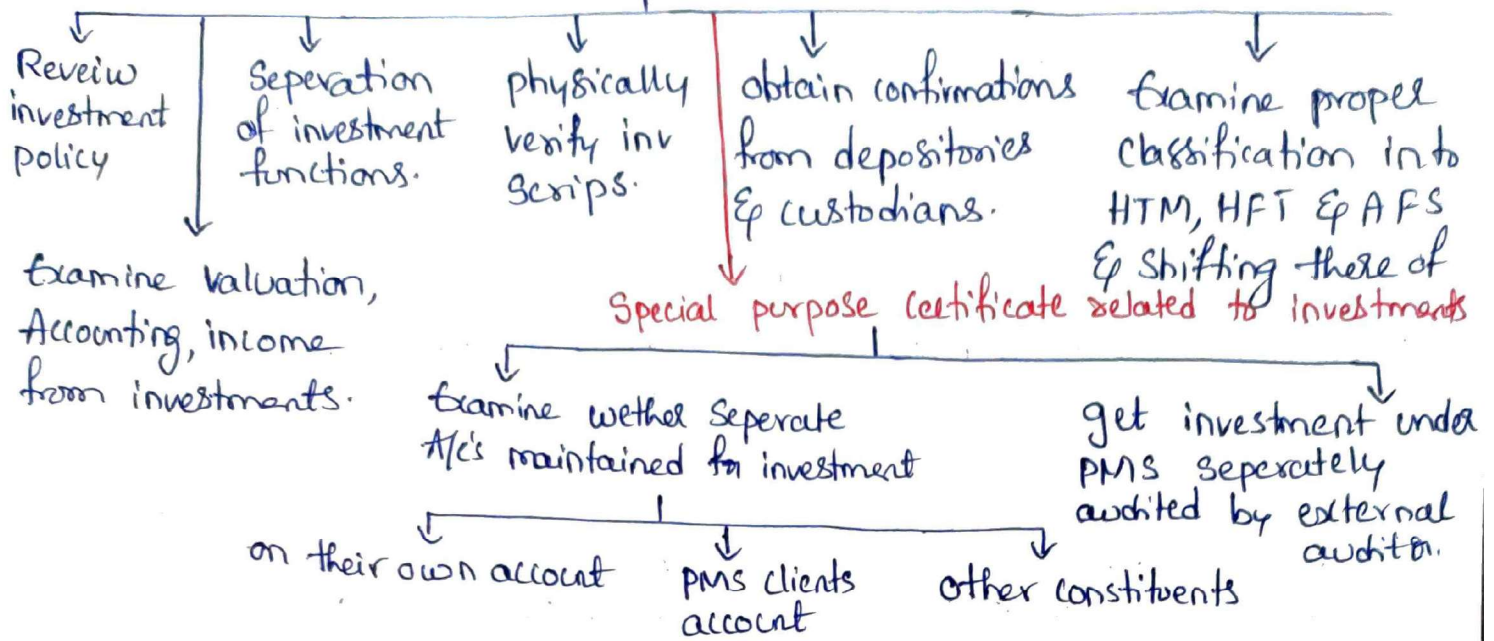 Reveiw
investment
policy
Seperation
of investment
functions.
physically
verify inv
Scrips.
obtain confirmations
from depositories
& custodians.
Examine proper
classification into
HTM, HFT & AFS
& Shifting there of
Examine valuation,
Accounting, income
from investments.
Special purpose certificate related to investments
Examine wether Seperate
A/c's maintained for investment
get investment under
PMS seperately
audited by external
auditor.
on their own account
PMS clients
account
other constituents